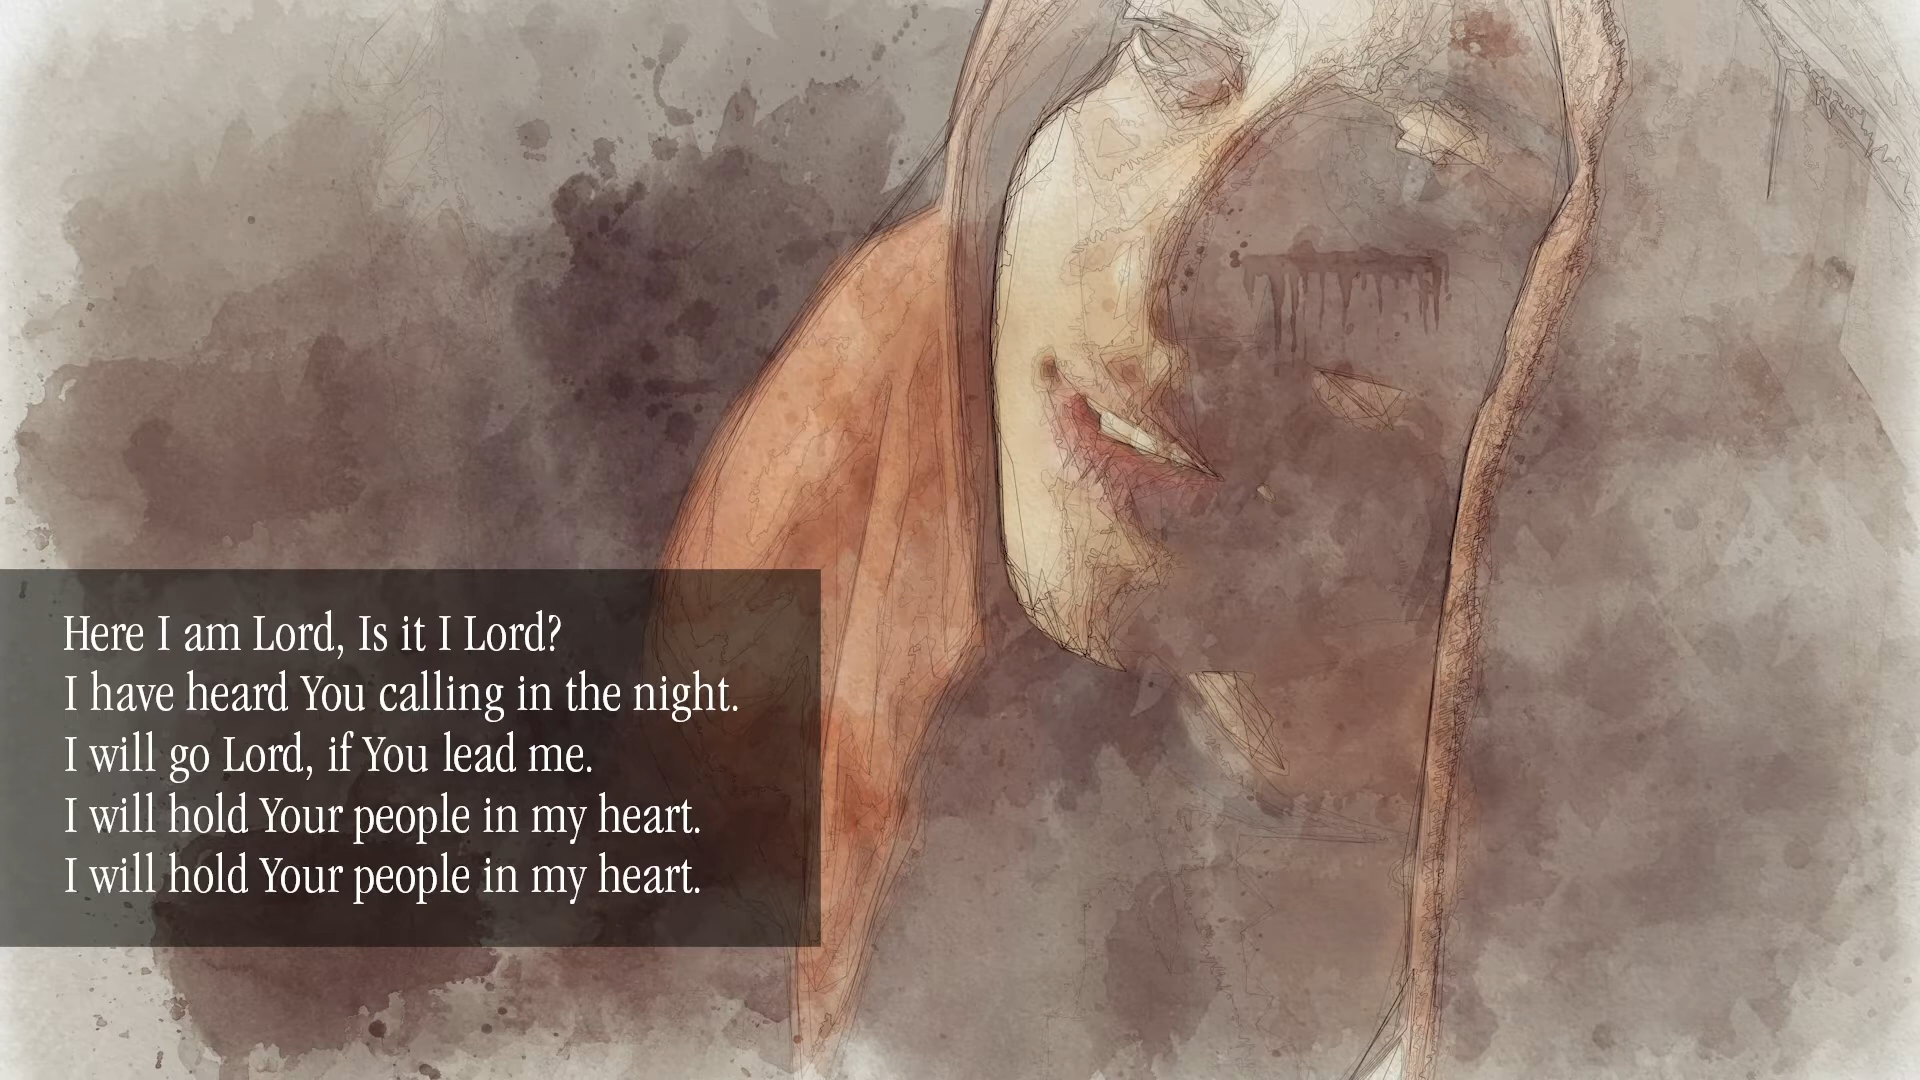 Here I am Lord, Is it I Lord?
I have heard You calling in the night.
I will go Lord, if You lead me.
I will hold Your people in my heart.
I will hold Your people in my heart.